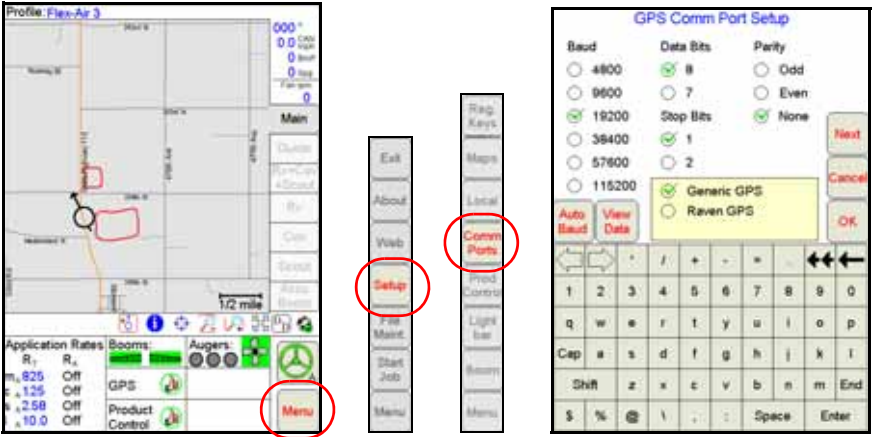 Profile: Flex-Air 3
000 °
0.0
0
0
0
Main
Guide
Rx
Scout
1/2 mile
Application Rates
Booms:
Augers:
825 Off
125 Off
2.58 Off
10.0 Off
GPS
Product
Control
Menu
Exit
About
Web
Setup
File
Maint.
Start
Job
Menu
Reg.
Keys
Maps
Local
Comm
Ports
Prod
Control
Light
bar
Boom
Menu
GPS Comm Port Setup
Baud Data Bits Parity
4800 8 Odd
9600 7 Even
19200 Stop Bits None
38400 1 Next
57600 2
115200 Generic GPS Cancel
Raven GPS
Auto
Baud
View
Data
OK
1 2 3 4 5 6 7 8 9 0
q w e r t y u i o p
Cap a s d f g h j k l
Shift z x c v b n m End
$ % @ \ , : Space Enter